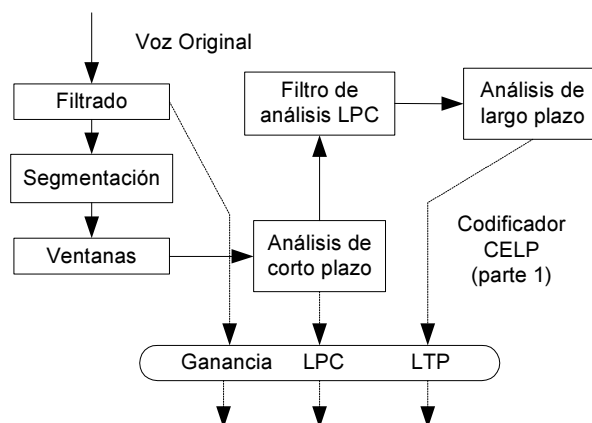 Voz Original
Filtrado
Segmentación
Ventanas
Filtro de
análisis LPC
Análisis de
largo plazo
Análisis de
corto plazo
Codificador
CELP
(parte 1)
Ganancia LPC LTP